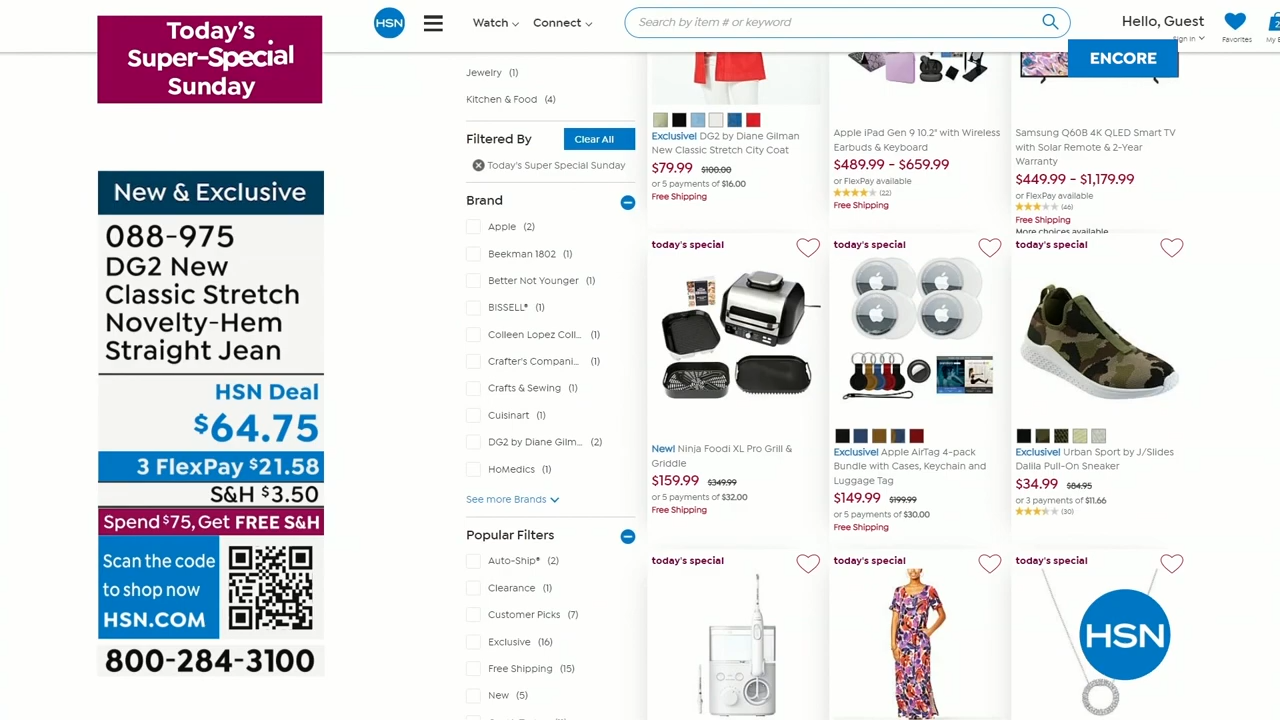 Today's
Super-Special
Sunday
New & Exclusive
088-975
DG2 New
Classic Stretch
Novelty-Hem
Straight Jean
HSN Deal
$64.75
3 FlexPay $21.58
S&H $3.50
Spend $75, Get FREE S&H
Scan the code
to shop now
HSN.COM
800-284-3100
HSN
Watch
Connect
Search by item # or keyword
Hello, Guest
Sign In
Favorites
ENCORE
Jewelry (1)
Kitchen & Food (4)
Filtered By
Clear All
Today's Super Special Sunday
Brand
Apple (2)
Beekman 1802 (1)
Better Not Younger (1)
BISSELL® (1)
Colleen Lopez Coll... (1)
Crafter's Compani... (1)
Crafts & Sewing (1)
Cuisinart (1)
DG2 by Diane Gilm... (2)
HoMedics (1)
See more Brands
Popular Filters
Auto-Ship® (2)
Clearance (1)
Customer Picks (7)
Exclusive (16)
Free Shipping (15)
New (5)
Exclusive! DG2 by Diane Gilman
New Classic Stretch City Coat
$79.99 $100.00
or 5 payments of $16.00
Free Shipping
Apple iPad Gen 9 10.2" with Wireless
Earbuds & Keyboard
$489.99 - $659.99
or FlexPay available
(22)
Free Shipping
Samsung Q60B 4K QLED Smart TV
with Solar Remote & 2-Year
Warranty
$449.99 - $1,179.99
or FlexPay available
(46)
Free Shipping
More choices available
today's special
New! Ninja Foodi XL Pro Grill &
Griddle
$159.99 $349.99
or 5 payments of $32.00
Free Shipping
today's special
Exclusive! Apple AirTag 4-pack
Bundle with Cases, Keychain and
Luggage Tag
$149.99 $199.99
or 5 payments of $30.00
Free Shipping
today's special
Exclusive! Urban Sport by J/Slides
Dalila Pull-On Sneaker
$34.99 $84.95
or 3 payments of $11.66
(30)
today's special
today's special
today's special
HSN